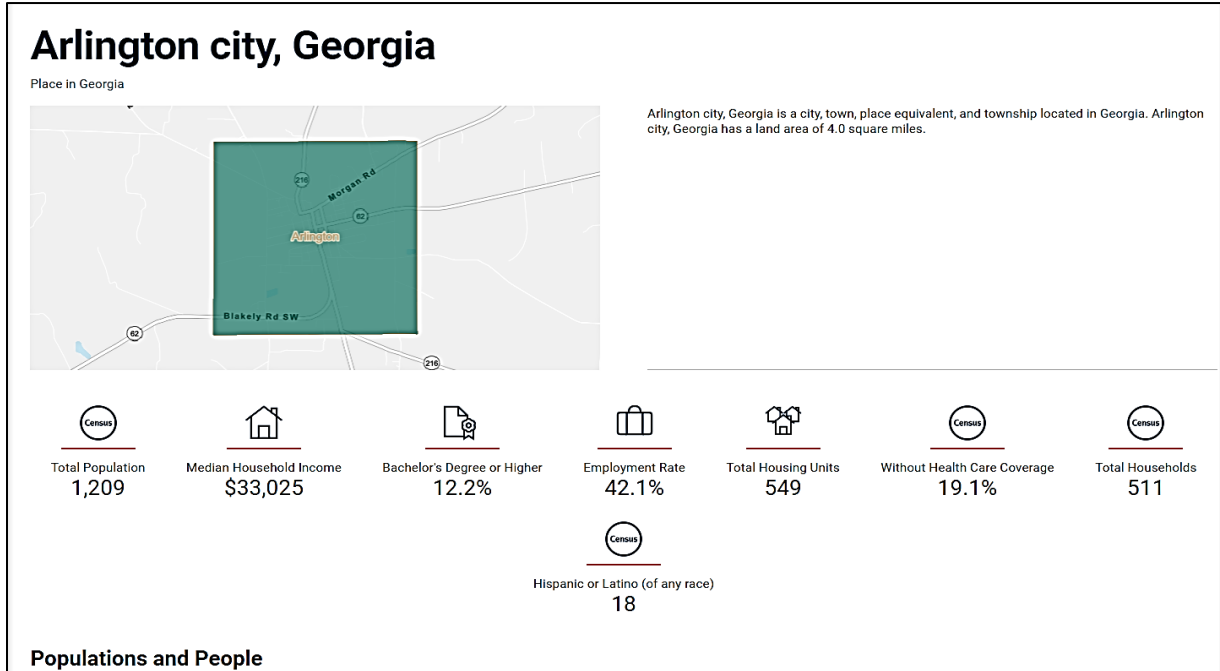 Arlington city, Georgia
Place in Georgia
Arlington city, Georgia is a city, town, place equivalent, and township located in Georgia. Arlington
city, Georgia has a land area of 4.0 square miles.
216
Morgan Rd
62
Arlington
Blakely Rd SW
62
216
Census
Census
Census
Total Population
Median Household Income
Bachelor's Degree or Higher
Employment Rate
Total Housing Units
Without Health Care Coverage
Total Households
1,209
$33,025
12.2%
42.1%
549
19.1%
511
Census
Hispanic or Latino (of any race)
18
Populations and People